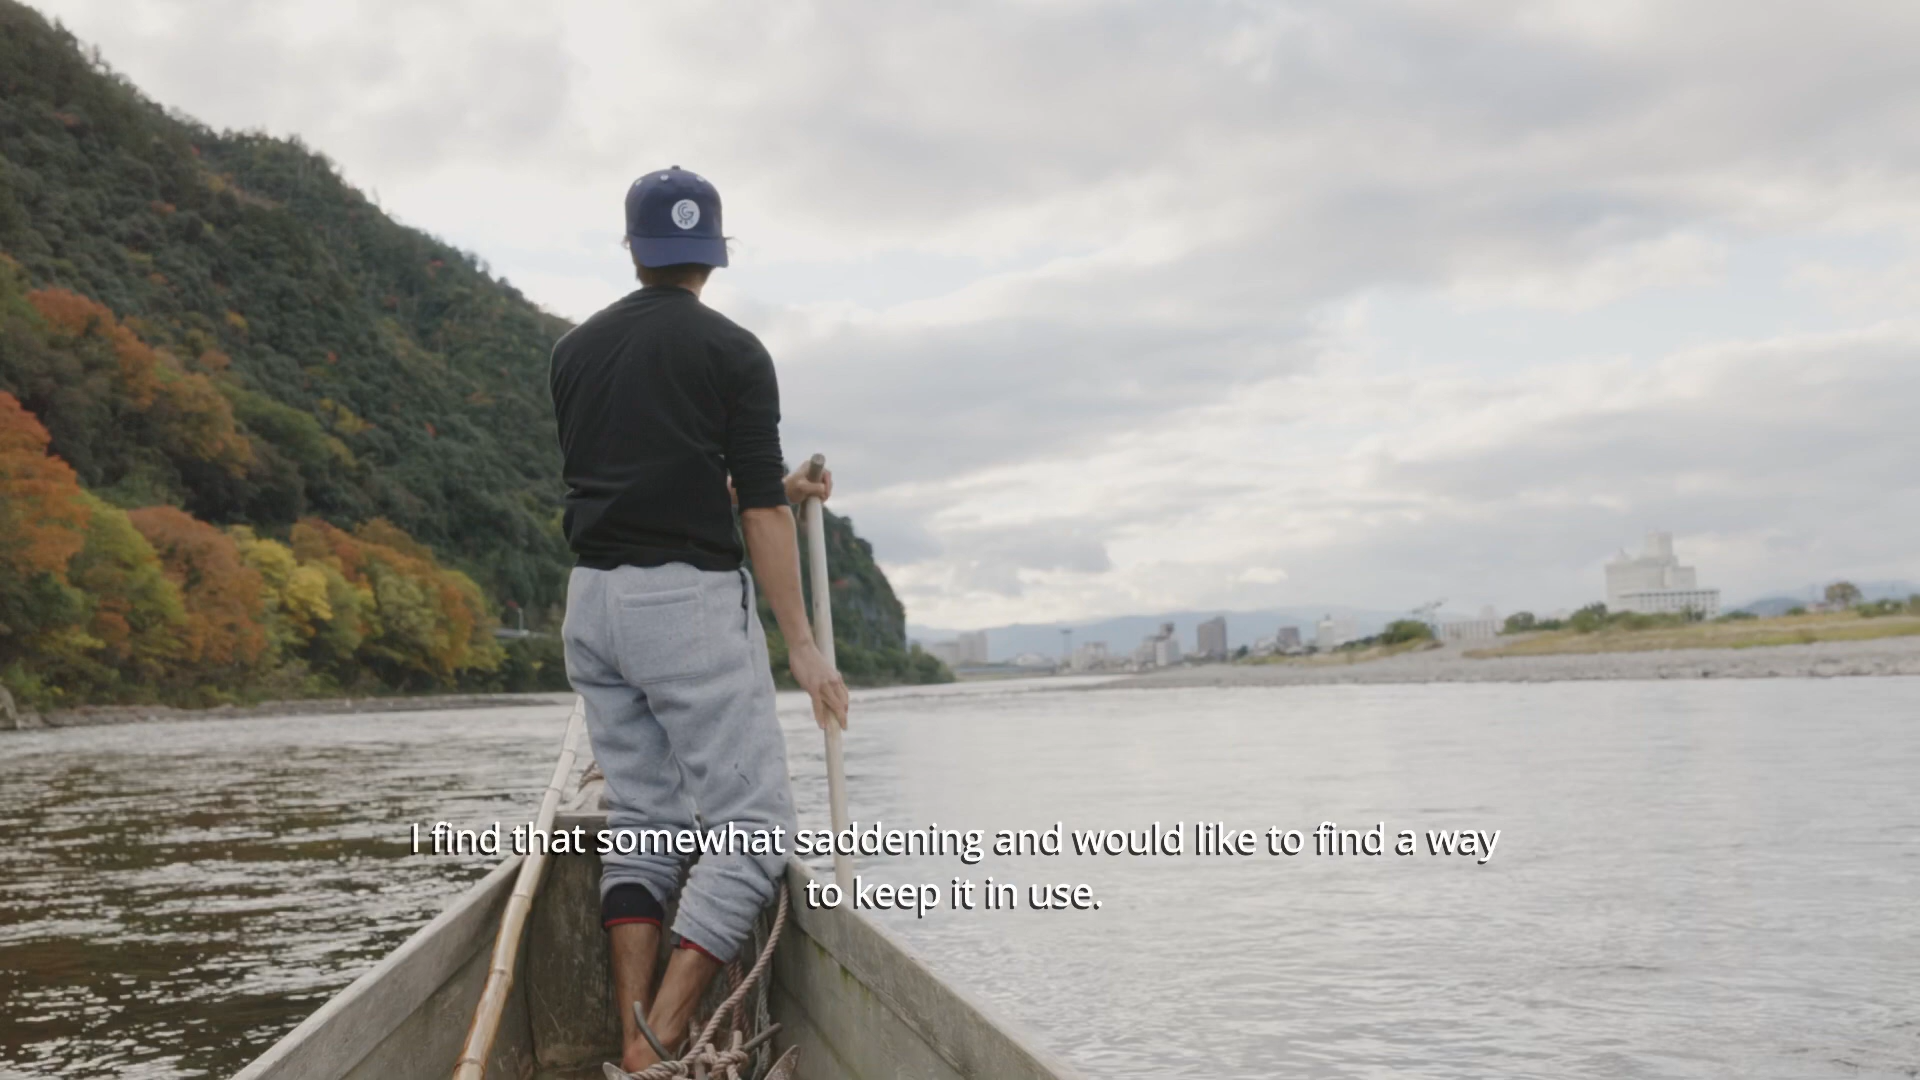 I find that somewhat saddening and would like to find a way
to keep it in use.